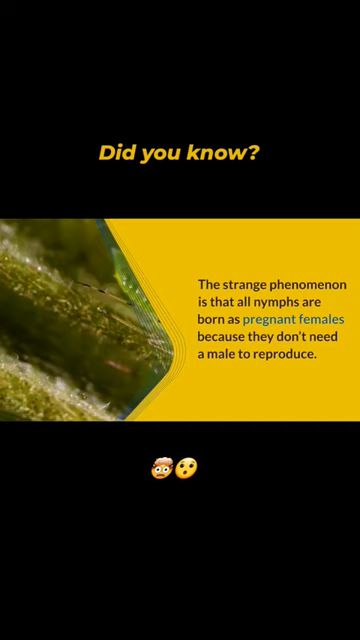 Did you know?
The strange phenomenon
is that all nymphs are
born as pregnant females
because they don't need
a male to reproduce.